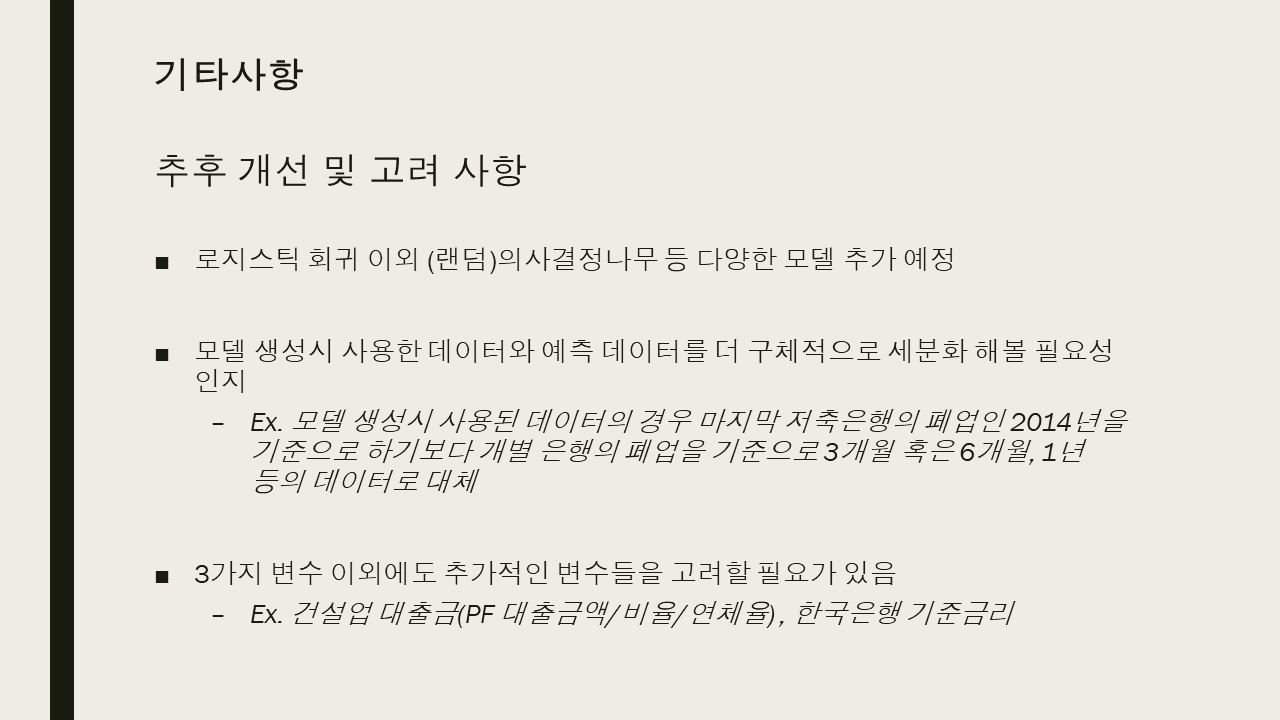 기타사항
추후 개선 및 고려 사항
■ 로지스틱 회귀 이외 (랜덤)의사결정나무 등 다양한 모델 추가 예정
■ 모델 생성시 사용한 데이터와 예측 데이터를 더 구체적으로 세분화 해볼 필요성
인지
– Ex. 모델 생성시 사용된 데이터의 경우 마지막 저축은행의 폐업인 2014년을
기준으로 하기보다 개별 은행의 폐업을 기준으로 3개월 혹은 6개월, 1년
등의 데이터로 대체
■ 3가지 변수 이외에도 추가적인 변수들을 고려할 필요가 있음
– Ex. 건설업 대출금(PF 대출금액/비율/연체율), 한국은행 기준금리